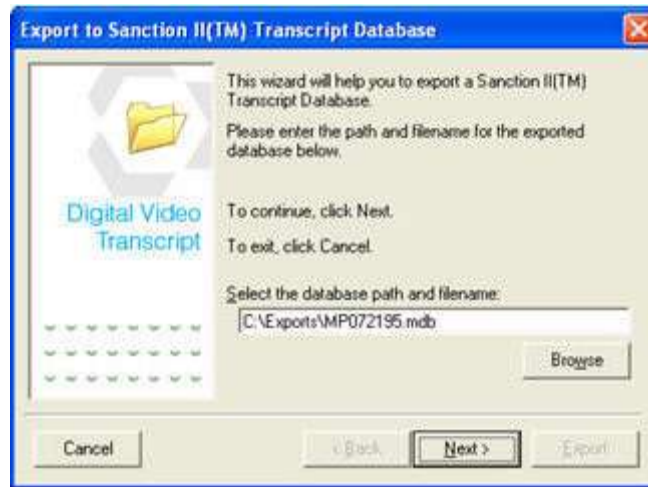 Export to Sanction II(TM) Transcript Database
This wizard will help you to export a Sanction II(TM)
Transcript Database.
Please enter the path and filename for the exported
database below.
Digital Video
Transcript
To continue, click Next.
To exit, click Cancel.
Select the database path and filename:
C:\Exports\MP072195.mdb
Browse
Cancel
< Back
Next >
Export